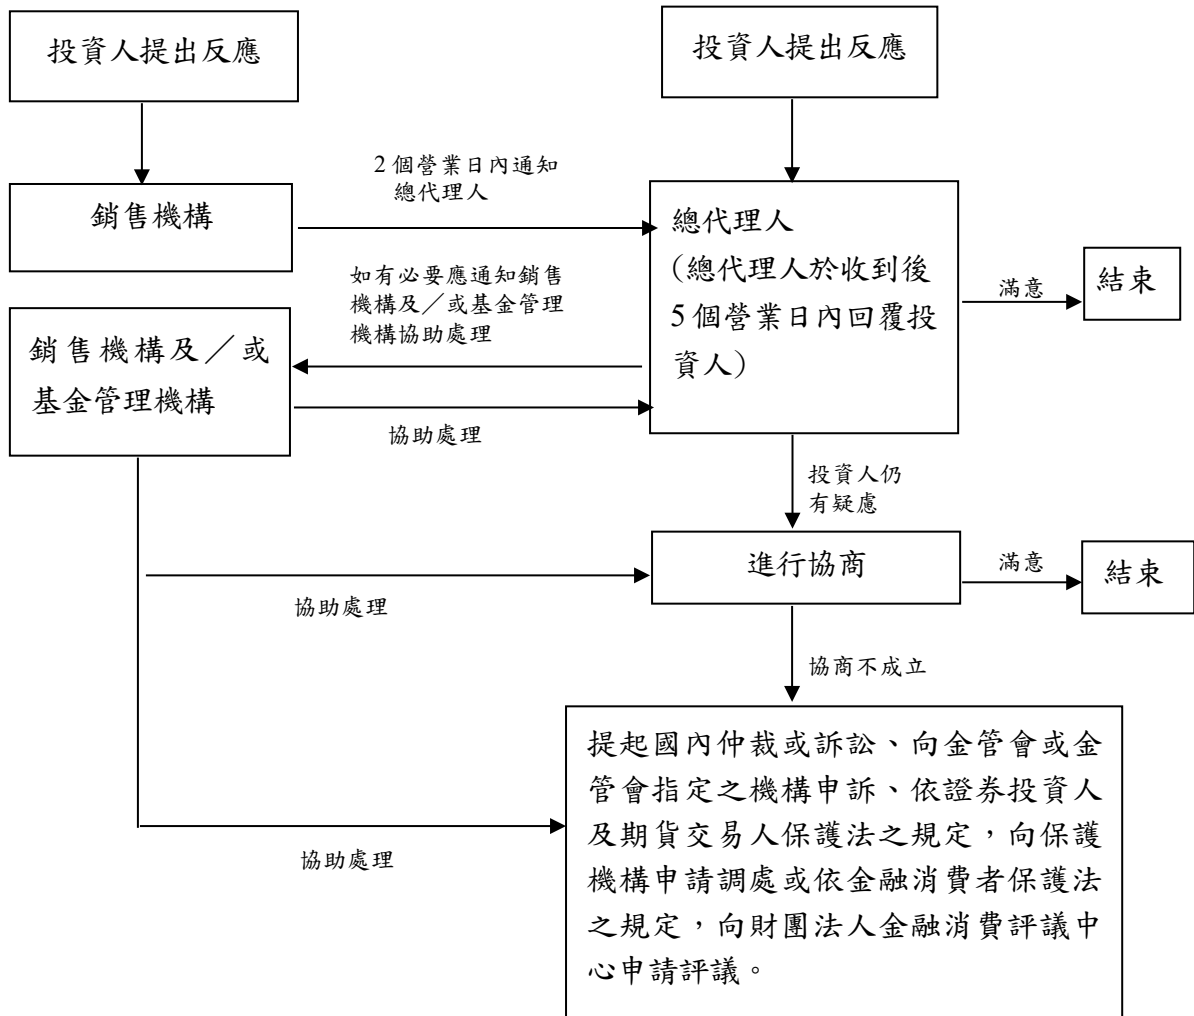 投資人提出反應
投資人提出反應
2個營業日內通知
總代理人
銷售機構
總代理人
（總代理人於收到後
5個營業日內回覆投
資人）
滿意
結束
如有必要應通知銷售
機構及／或基金管理
機構協助處理
銷售機構及／或
基金管理機構
協助處理
投資人仍
有疑慮
進行協商
滿意
結束
協助處理
協商不成立
提起國內仲裁或訴訟、向金管會或金
管會指定之機構申訴、依證券投資人
及期貨交易人保護法之規定，向保護
機構申請調處或依金融消費者保護法
之規定，向財團法人金融消費評議中
心申請評議。
協助處理